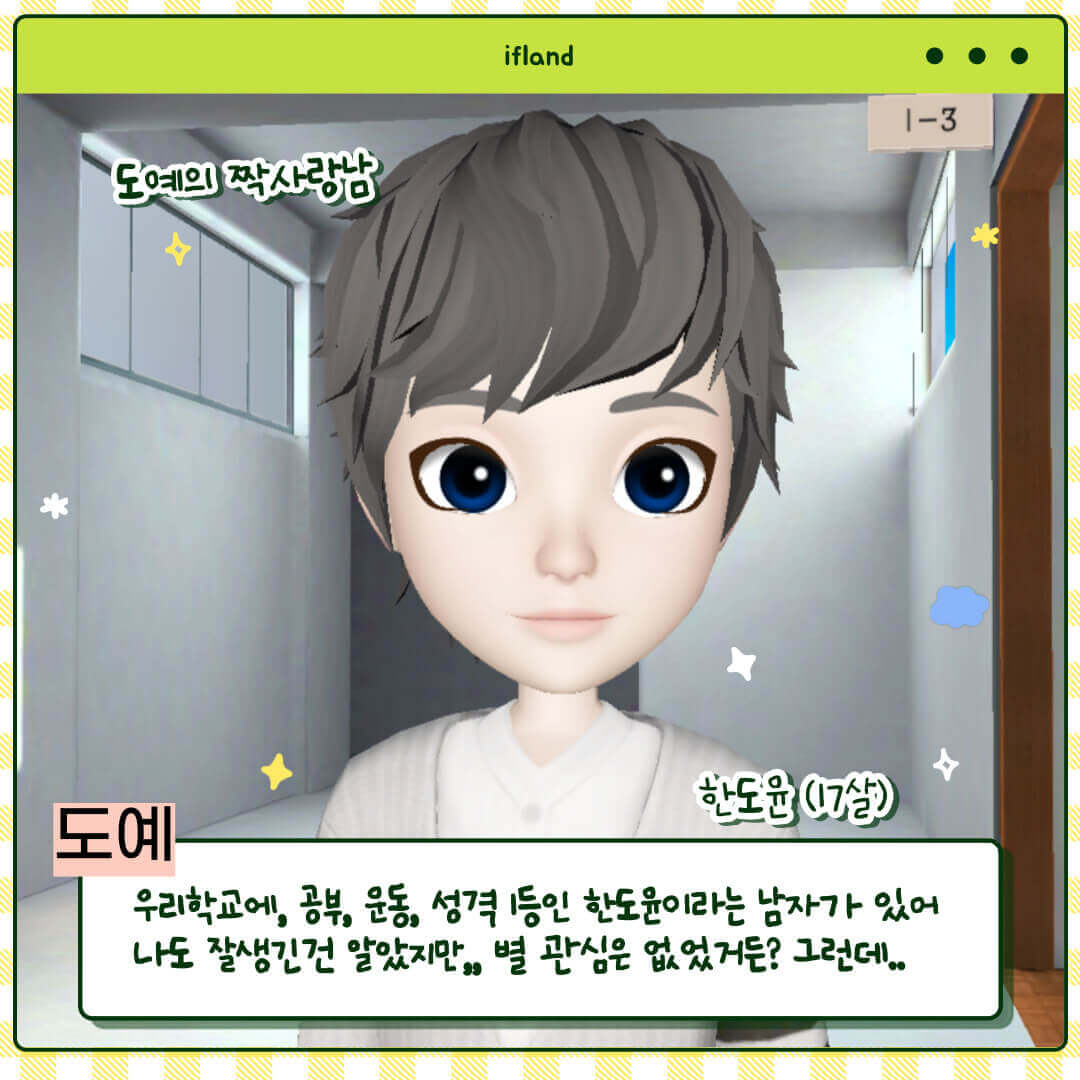 ifland
1-3
도예의 짝사랑남
한도윤 (17살)
도예
우리학교에, 공부, 운동, 성격 1등인 한도윤이라는 남자가 있어
나도 잘생긴건 알았지만,, 별 관심은 없었거든? 그런데..